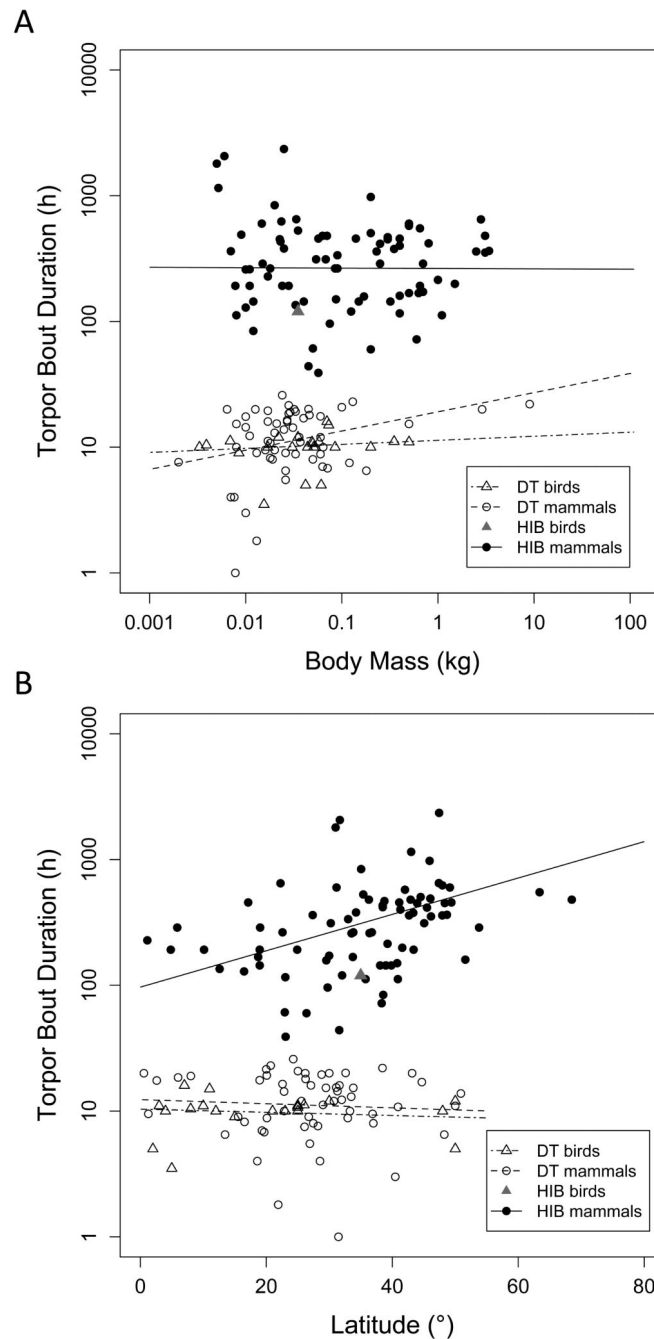 A
10000
1000
100
10
1
Torpor Bout Duration (h)
DT birds
DT mammals
HIB birds
HIB mammals
0.001 0.01 0.1 1 10 100
Body Mass (kg)
B
10000
1000
100
10
1
Torpor Bout Duration (h)
DT birds
DT mammals
HIB birds
HIB mammals
0 20 40 60 80
Latitude (°)